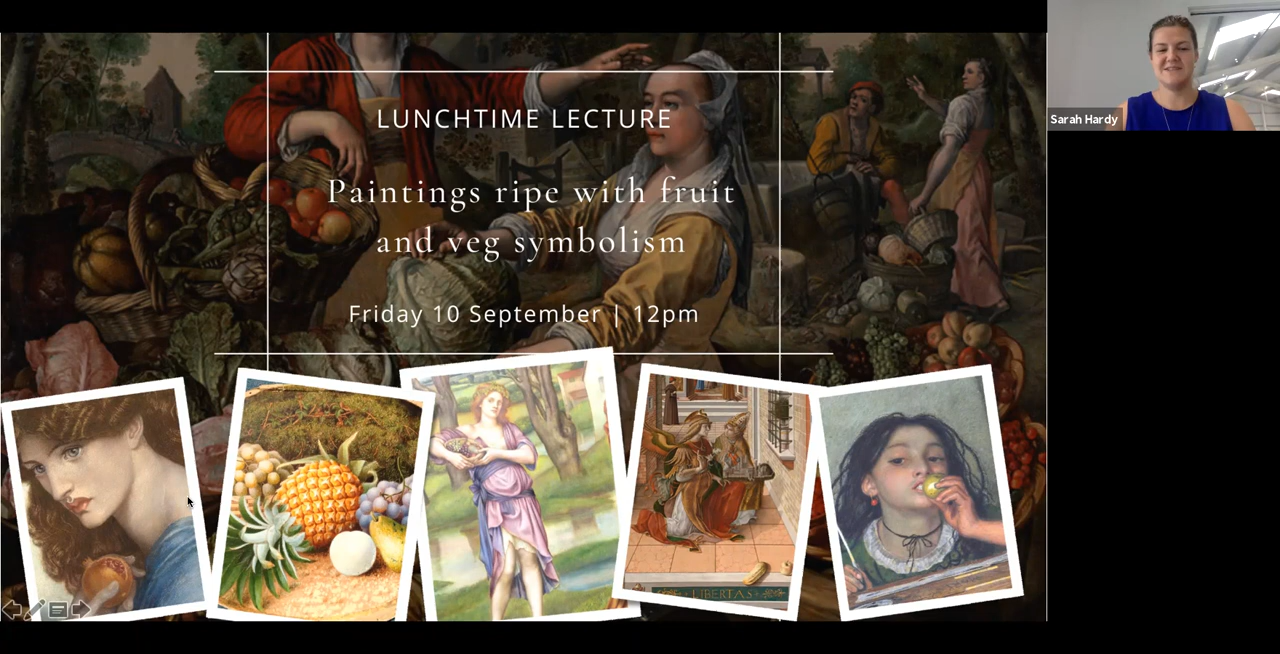 LUNCHTIME LECTURE
Paintings ripe with fruit
and veg symbolism
Friday 10 September | 12pm
Sarah Hardy
LIBERTAS